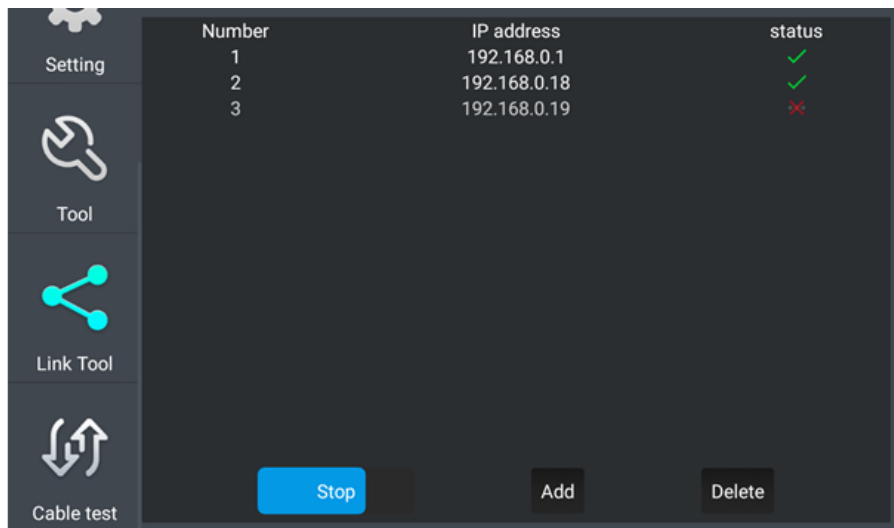 Setting
Tool
Link Tool
Cable test
Number IP address status
1 192.168.0.1
2 192.168.0.18
3 192.168.0.19
Stop Add Delete